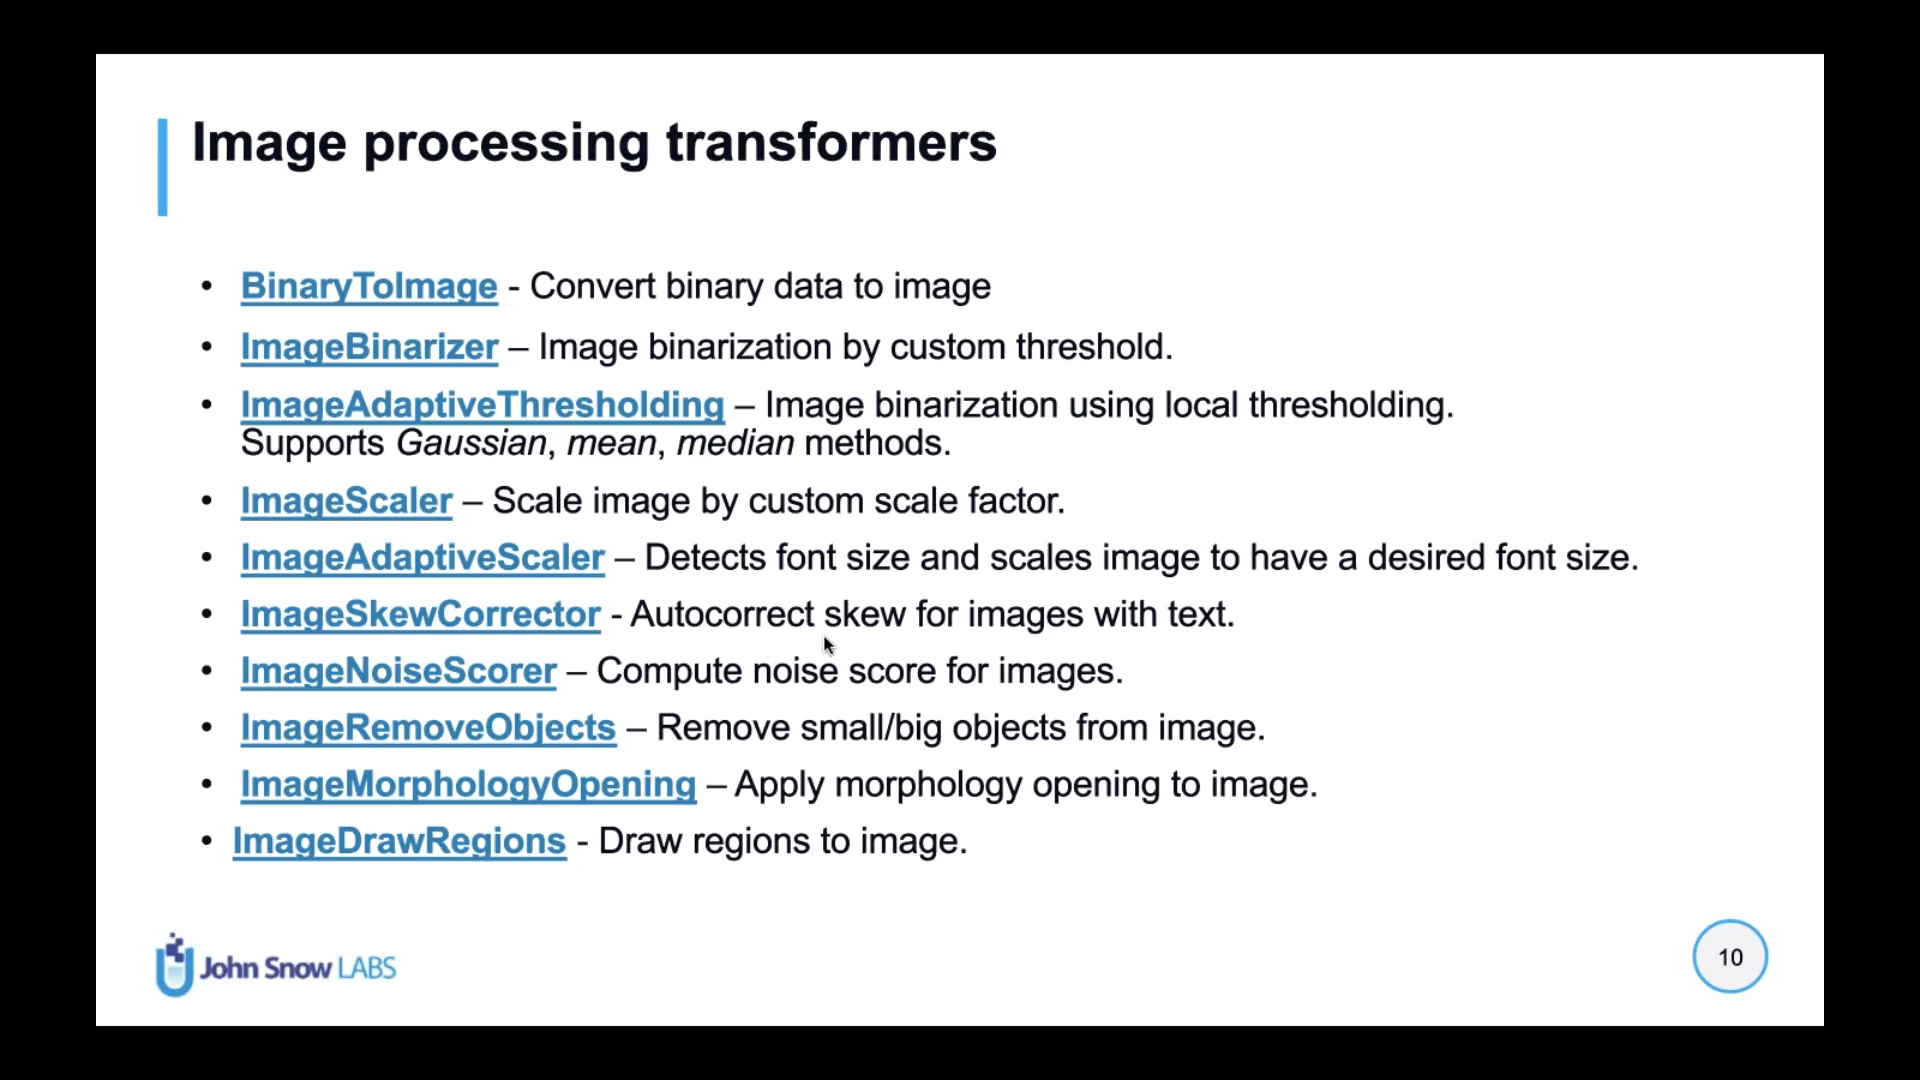 Image processing transformers
• BinaryToImage - Convert binary data to image
• ImageBinarizer – Image binarization by custom threshold.
• ImageAdaptiveThresholding – Image binarization using local thresholding.
Supports Gaussian, mean, median methods.
• ImageScaler – Scale image by custom scale factor.
• ImageAdaptiveScaler – Detects font size and scales image to have a desired font size.
• ImageSkewCorrector - Autocorrect skew for images with text.
• ImageNoiseScorer – Compute noise score for images.
• ImageRemoveObjects – Remove small/big objects from image.
• ImageMorphologyOpening – Apply morphology opening to image.
• ImageDrawRegions - Draw regions to image.
John Snow LABS
10